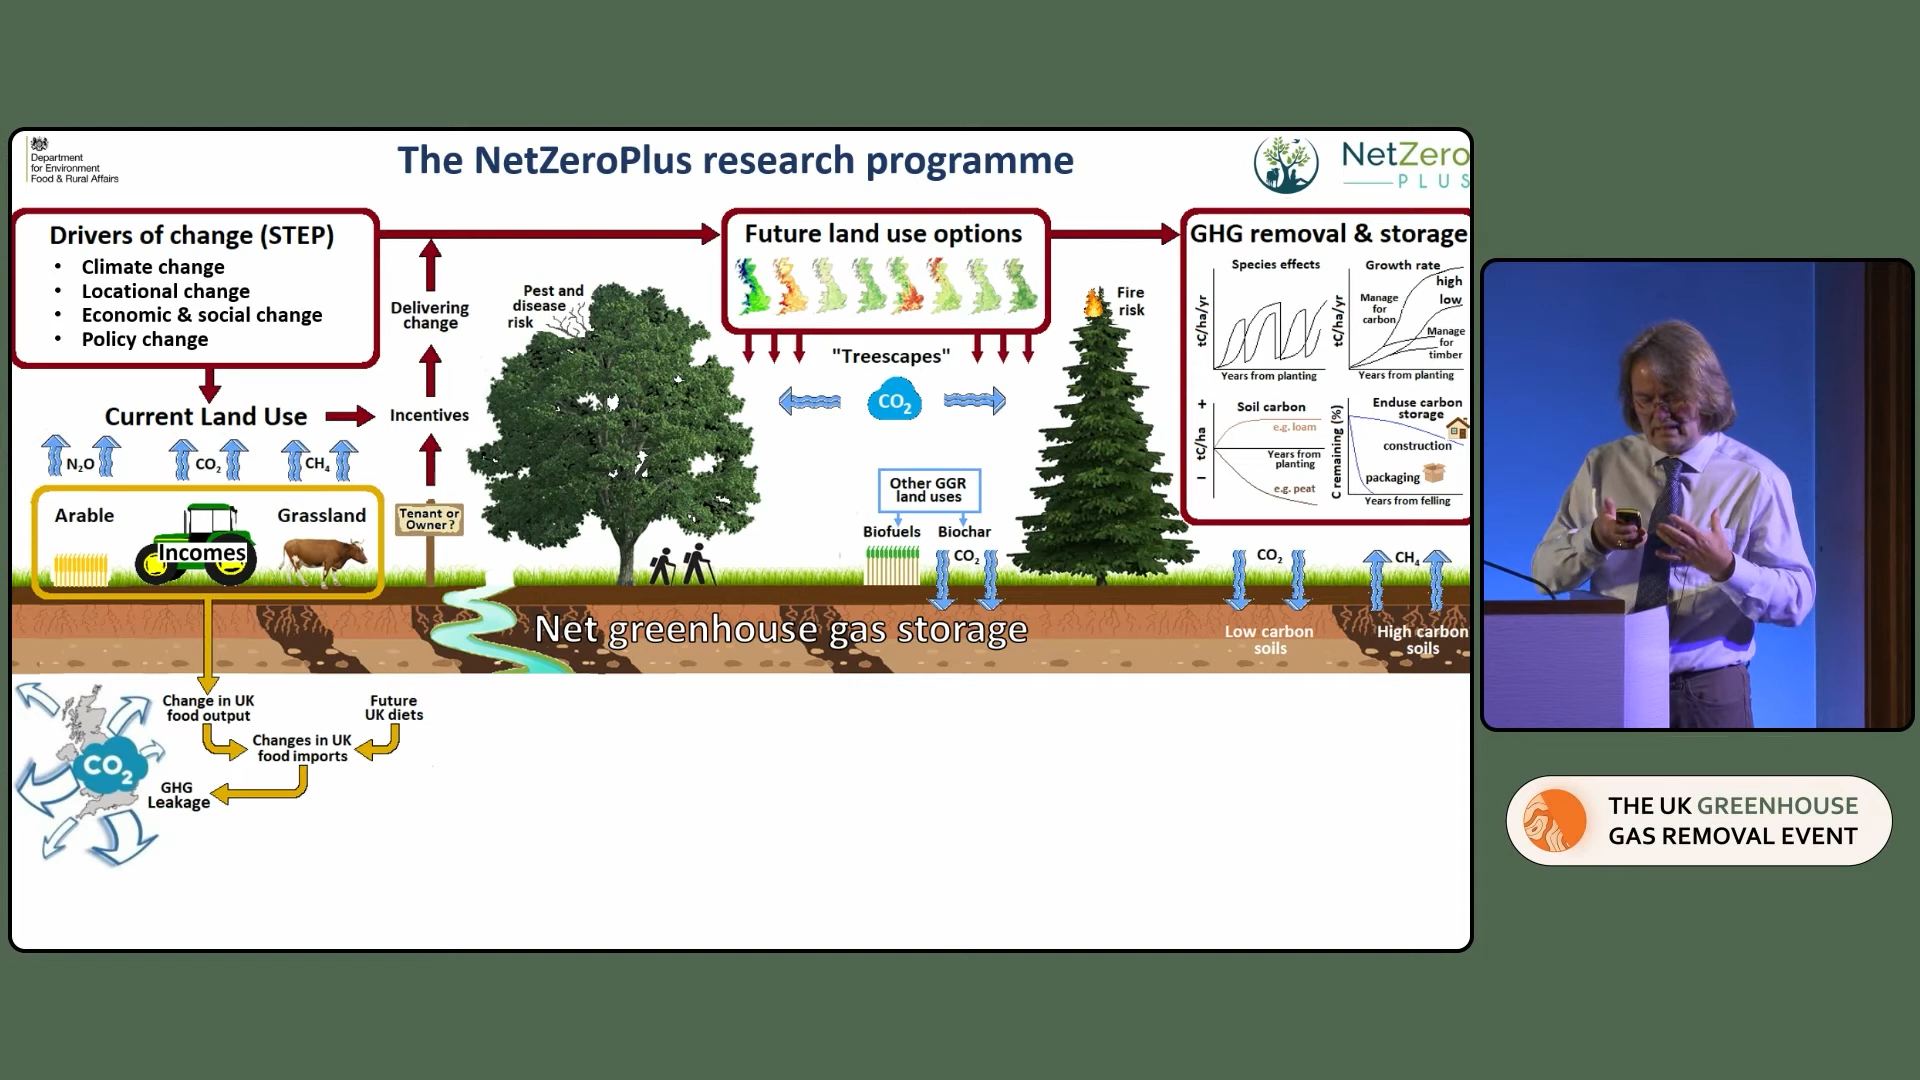 Department
for Environment
Food & Rural Affairs
The NetZeroPlus research programme
NetZero
PLUS
Drivers of change (STEP)
• Climate change
• Locational change
• Economic & social change
• Policy change
Current Land Use
N₂O
CO₂
CH₄
Arable
Incomes
Grassland
Delivering
change
Incentives
Tenant or
Owner?
Pest and
disease
risk
Future land use options
"Treescapes"
CO₂
Other GGR
land uses
Biofuels
Biochar
CO₂
Fire
risk
GHG removal & storage
Species effects
tC/ha/yr
Years from planting
Growth rate
high
low
Manage
for
carbon
Manage
for
timber
tC/ha/yr
Years from planting
Soil carbon
+
tC/ha
–
e.g. loam
Years from
planting
e.g. peat
Enduse carbon
storage
C remaining (%)
construction
packaging
Years from felling
CO₂
CH₄
Net greenhouse gas storage
Low carbon
soils
High carbon
soils
Change in UK
food output
Future
UK diets
Changes in UK
food imports
CO₂
GHG
Leakage
THE UK GREENHOUSE
GAS REMOVAL EVENT